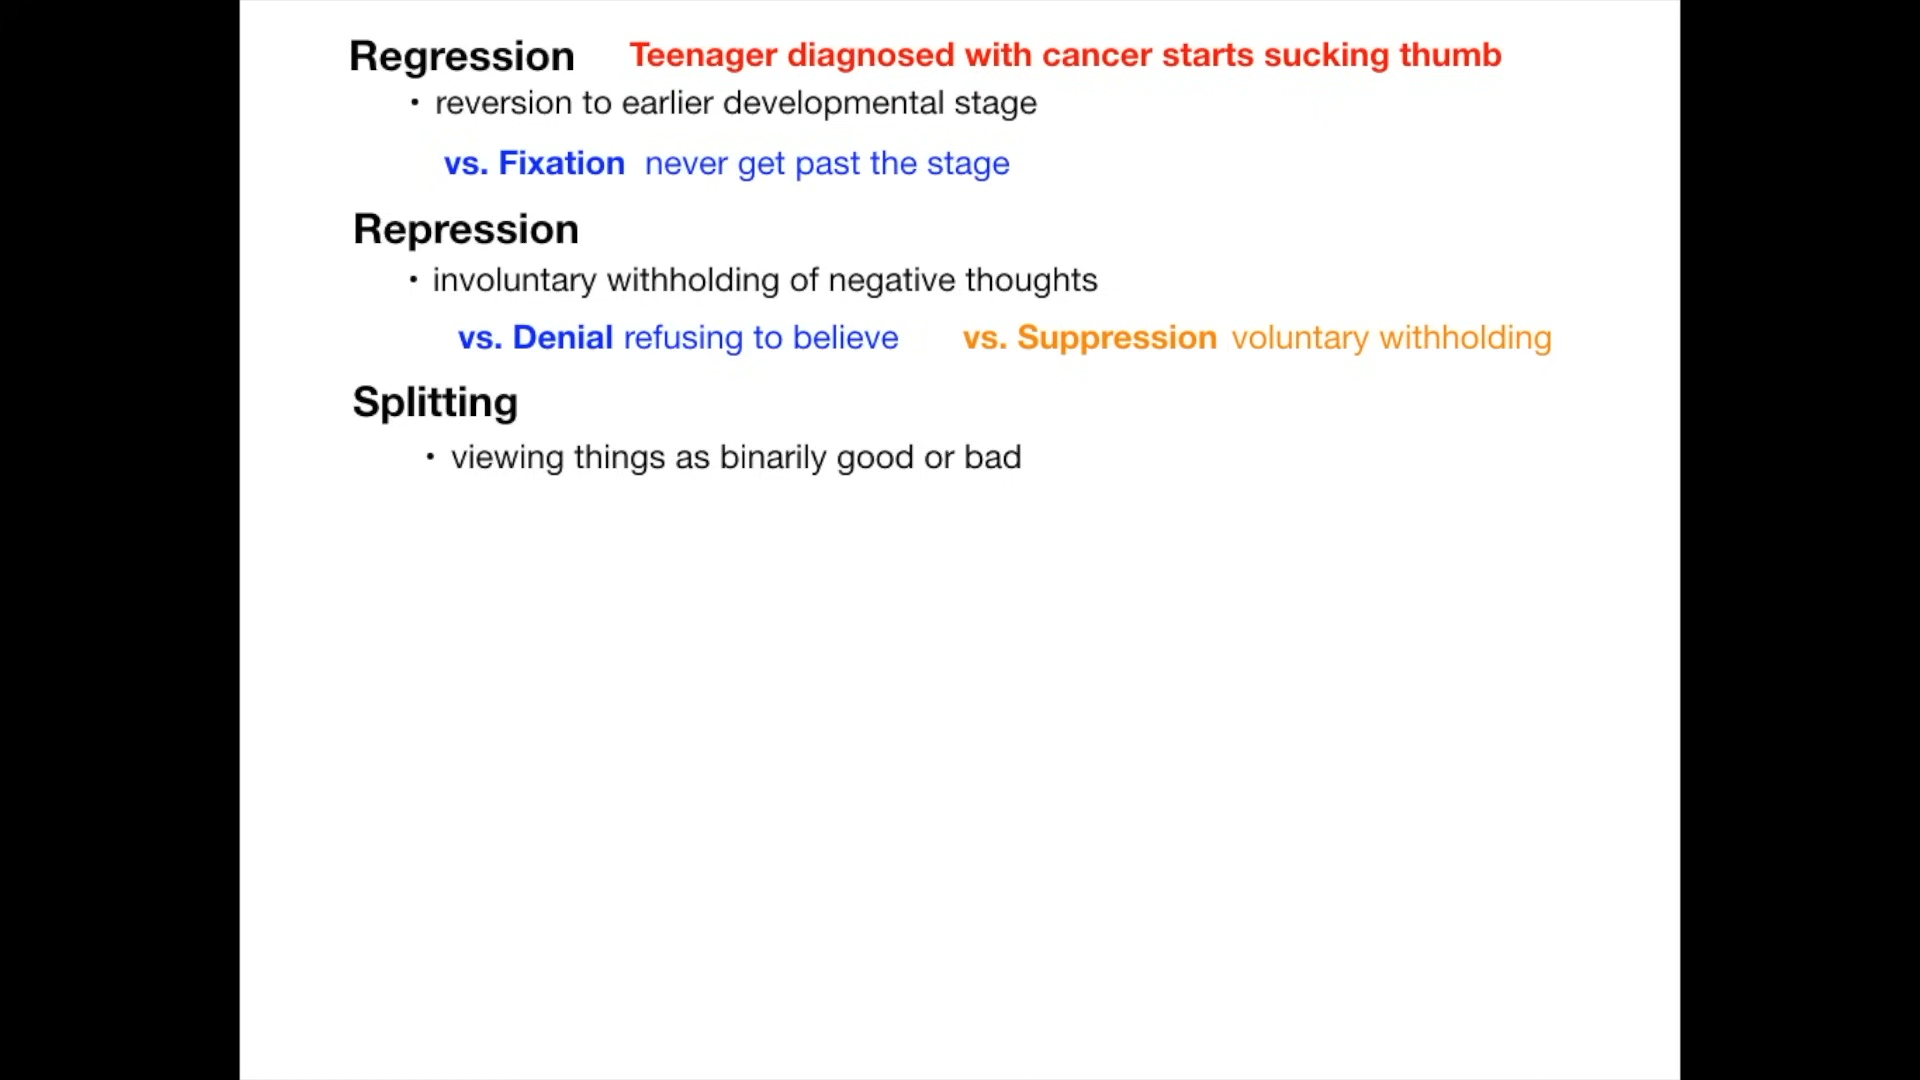 Regression Teenager diagnosed with cancer starts sucking thumb
• reversion to earlier developmental stage
vs. Fixation never get past the stage
Repression
• involuntary withholding of negative thoughts
vs. Denial refusing to believe vs. Suppression voluntary withholding
Splitting
• viewing things as binarily good or bad